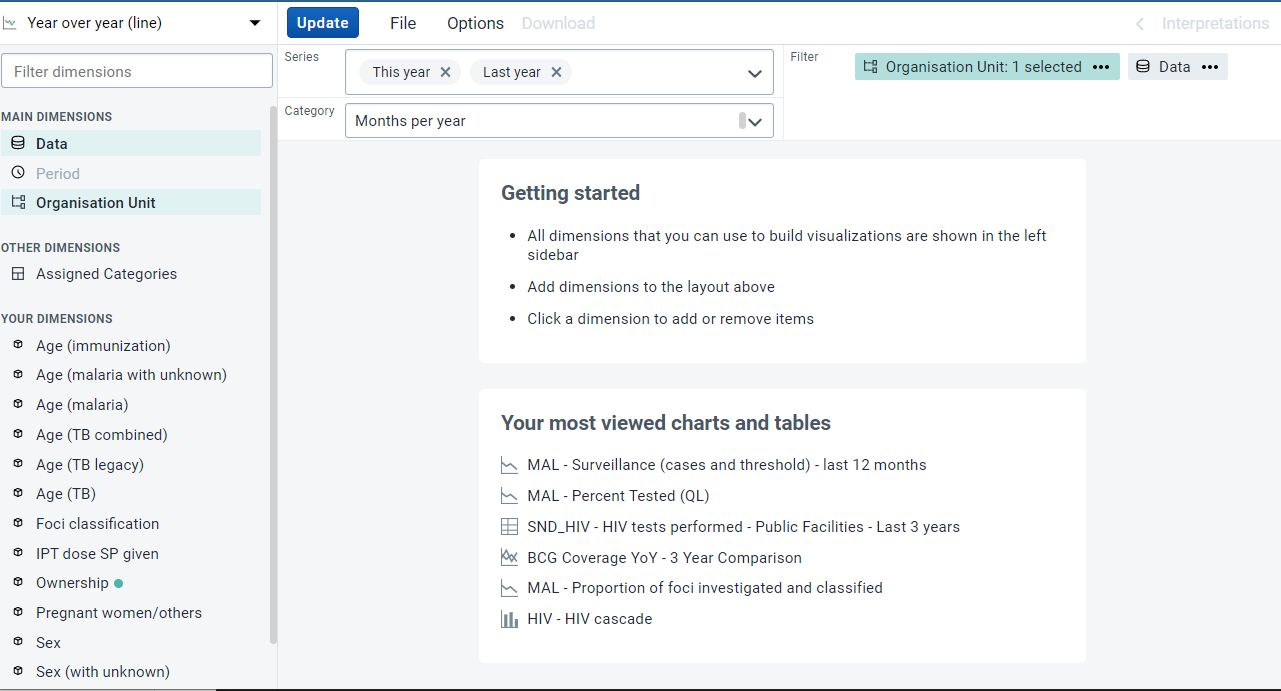 Year over year (line)
Update
File
Options
Download
Interpretations
Filter dimensions
MAIN DIMENSIONS
Data
Period
Organisation Unit
OTHER DIMENSIONS
Assigned Categories
YOUR DIMENSIONS
Age (immunization)
Age (malaria with unknown)
Age (malaria)
Age (TB combined)
Age (TB legacy)
Age (TB)
Foci classification
IPT dose SP given
Ownership
Pregnant women/others
Sex
Sex (with unknown)
Series
This year
Last year
Category
Months per year
Filter
Organisation Unit: 1 selected
Data
Getting started
All dimensions that you can use to build visualizations are shown in the left
sidebar
Add dimensions to the layout above
Click a dimension to add or remove items
Your most viewed charts and tables
MAL - Surveillance (cases and threshold) - last 12 months
MAL - Percent Tested (QL)
SND_HIV - HIV tests performed - Public Facilities - Last 3 years
BCG Coverage YoY - 3 Year Comparison
MAL - Proportion of foci investigated and classified
HIV - HIV cascade